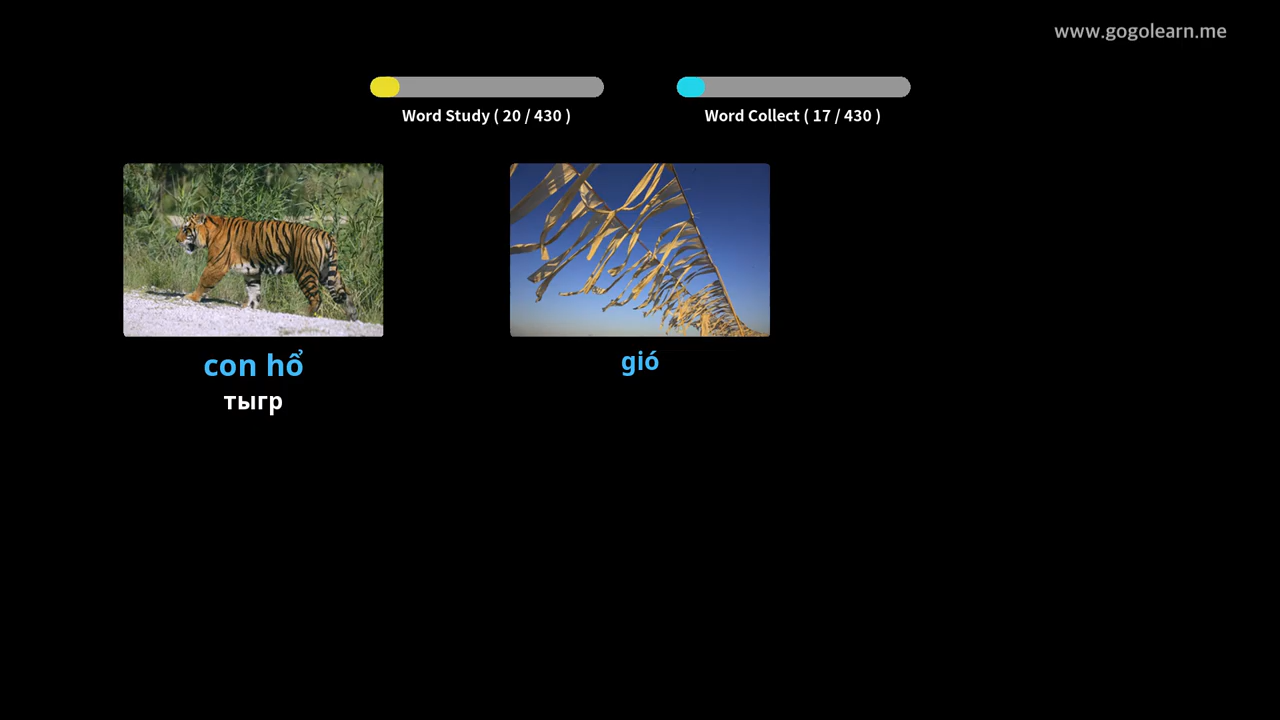 www.gogolearn.me
Word Study ( 20 / 430 )
Word Collect ( 17 / 430 )
con hổ
тыгр
gió